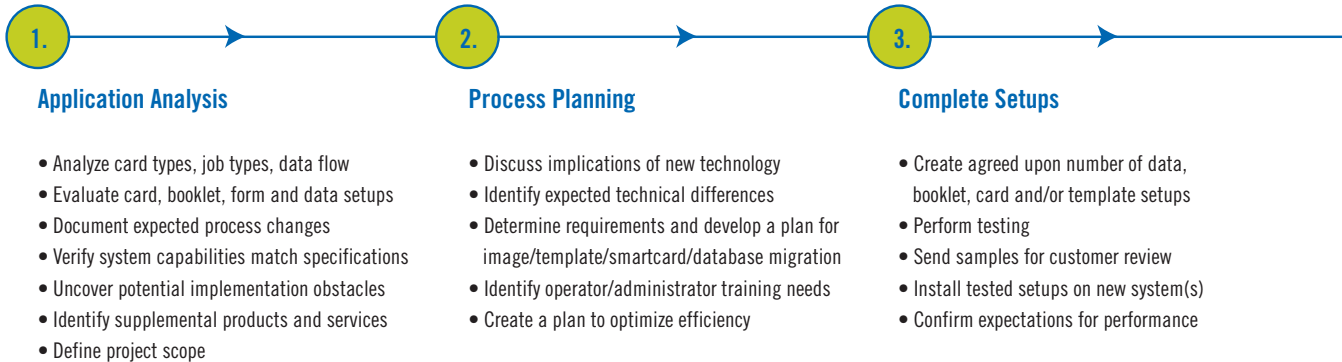 1.
Application Analysis
• Analyze card types, job types, data flow
• Evaluate card, booklet, form and data setups
• Document expected process changes
• Verify system capabilities match specifications
• Uncover potential implementation obstacles
• Identify supplemental products and services
• Define project scope
2.
Process Planning
• Discuss implications of new technology
• Identify expected technical differences
• Determine requirements and develop a plan for
image/template/smartcard/database migration
• Identify operator/administrator training needs
• Create a plan to optimize efficiency
3.
Complete Setups
• Create agreed upon number of data,
booklet, card and/or template setups
• Perform testing
• Send samples for customer review
• Install tested setups on new system(s)
• Confirm expectations for performance